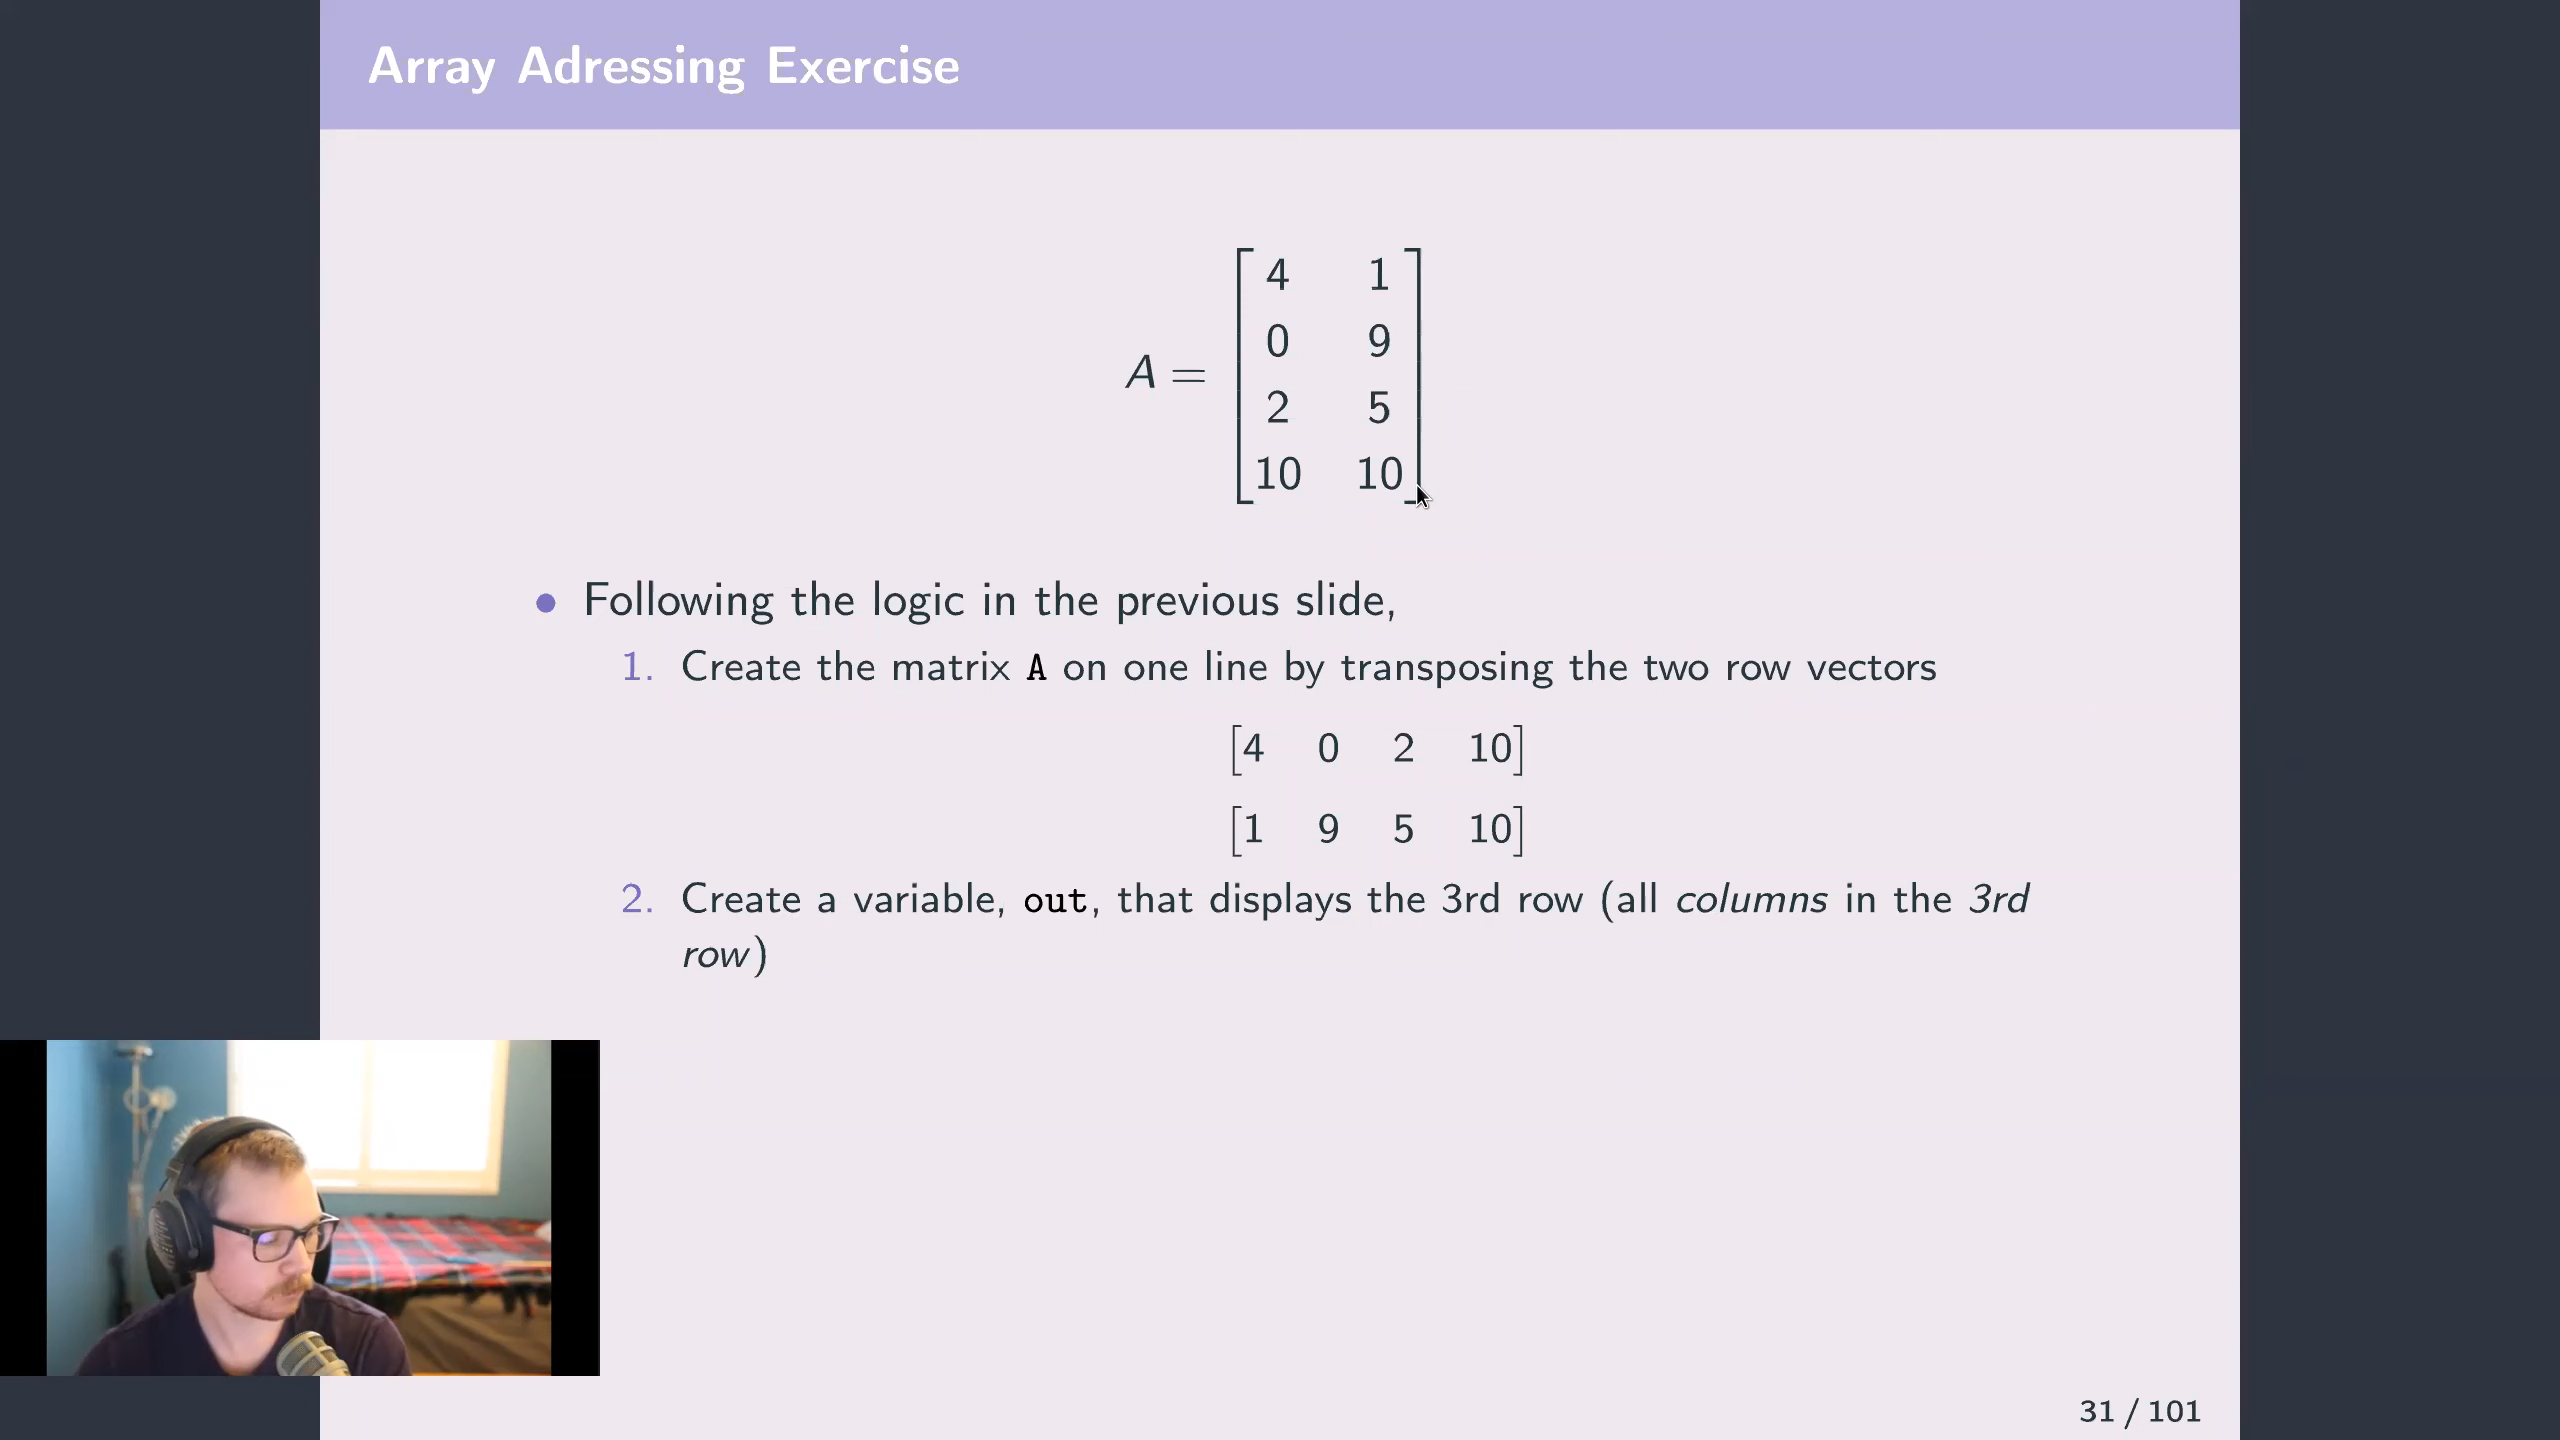 Array Adressing Exercise
A =
4 1
0 9
2 5
10 10
• Following the logic in the previous slide,
1. Create the matrix A on one line by transposing the two row vectors
[4 0 2 10]
[1 9 5 10]
2. Create a variable, out, that displays the 3rd row (all columns in the 3rd
row)
31 / 101